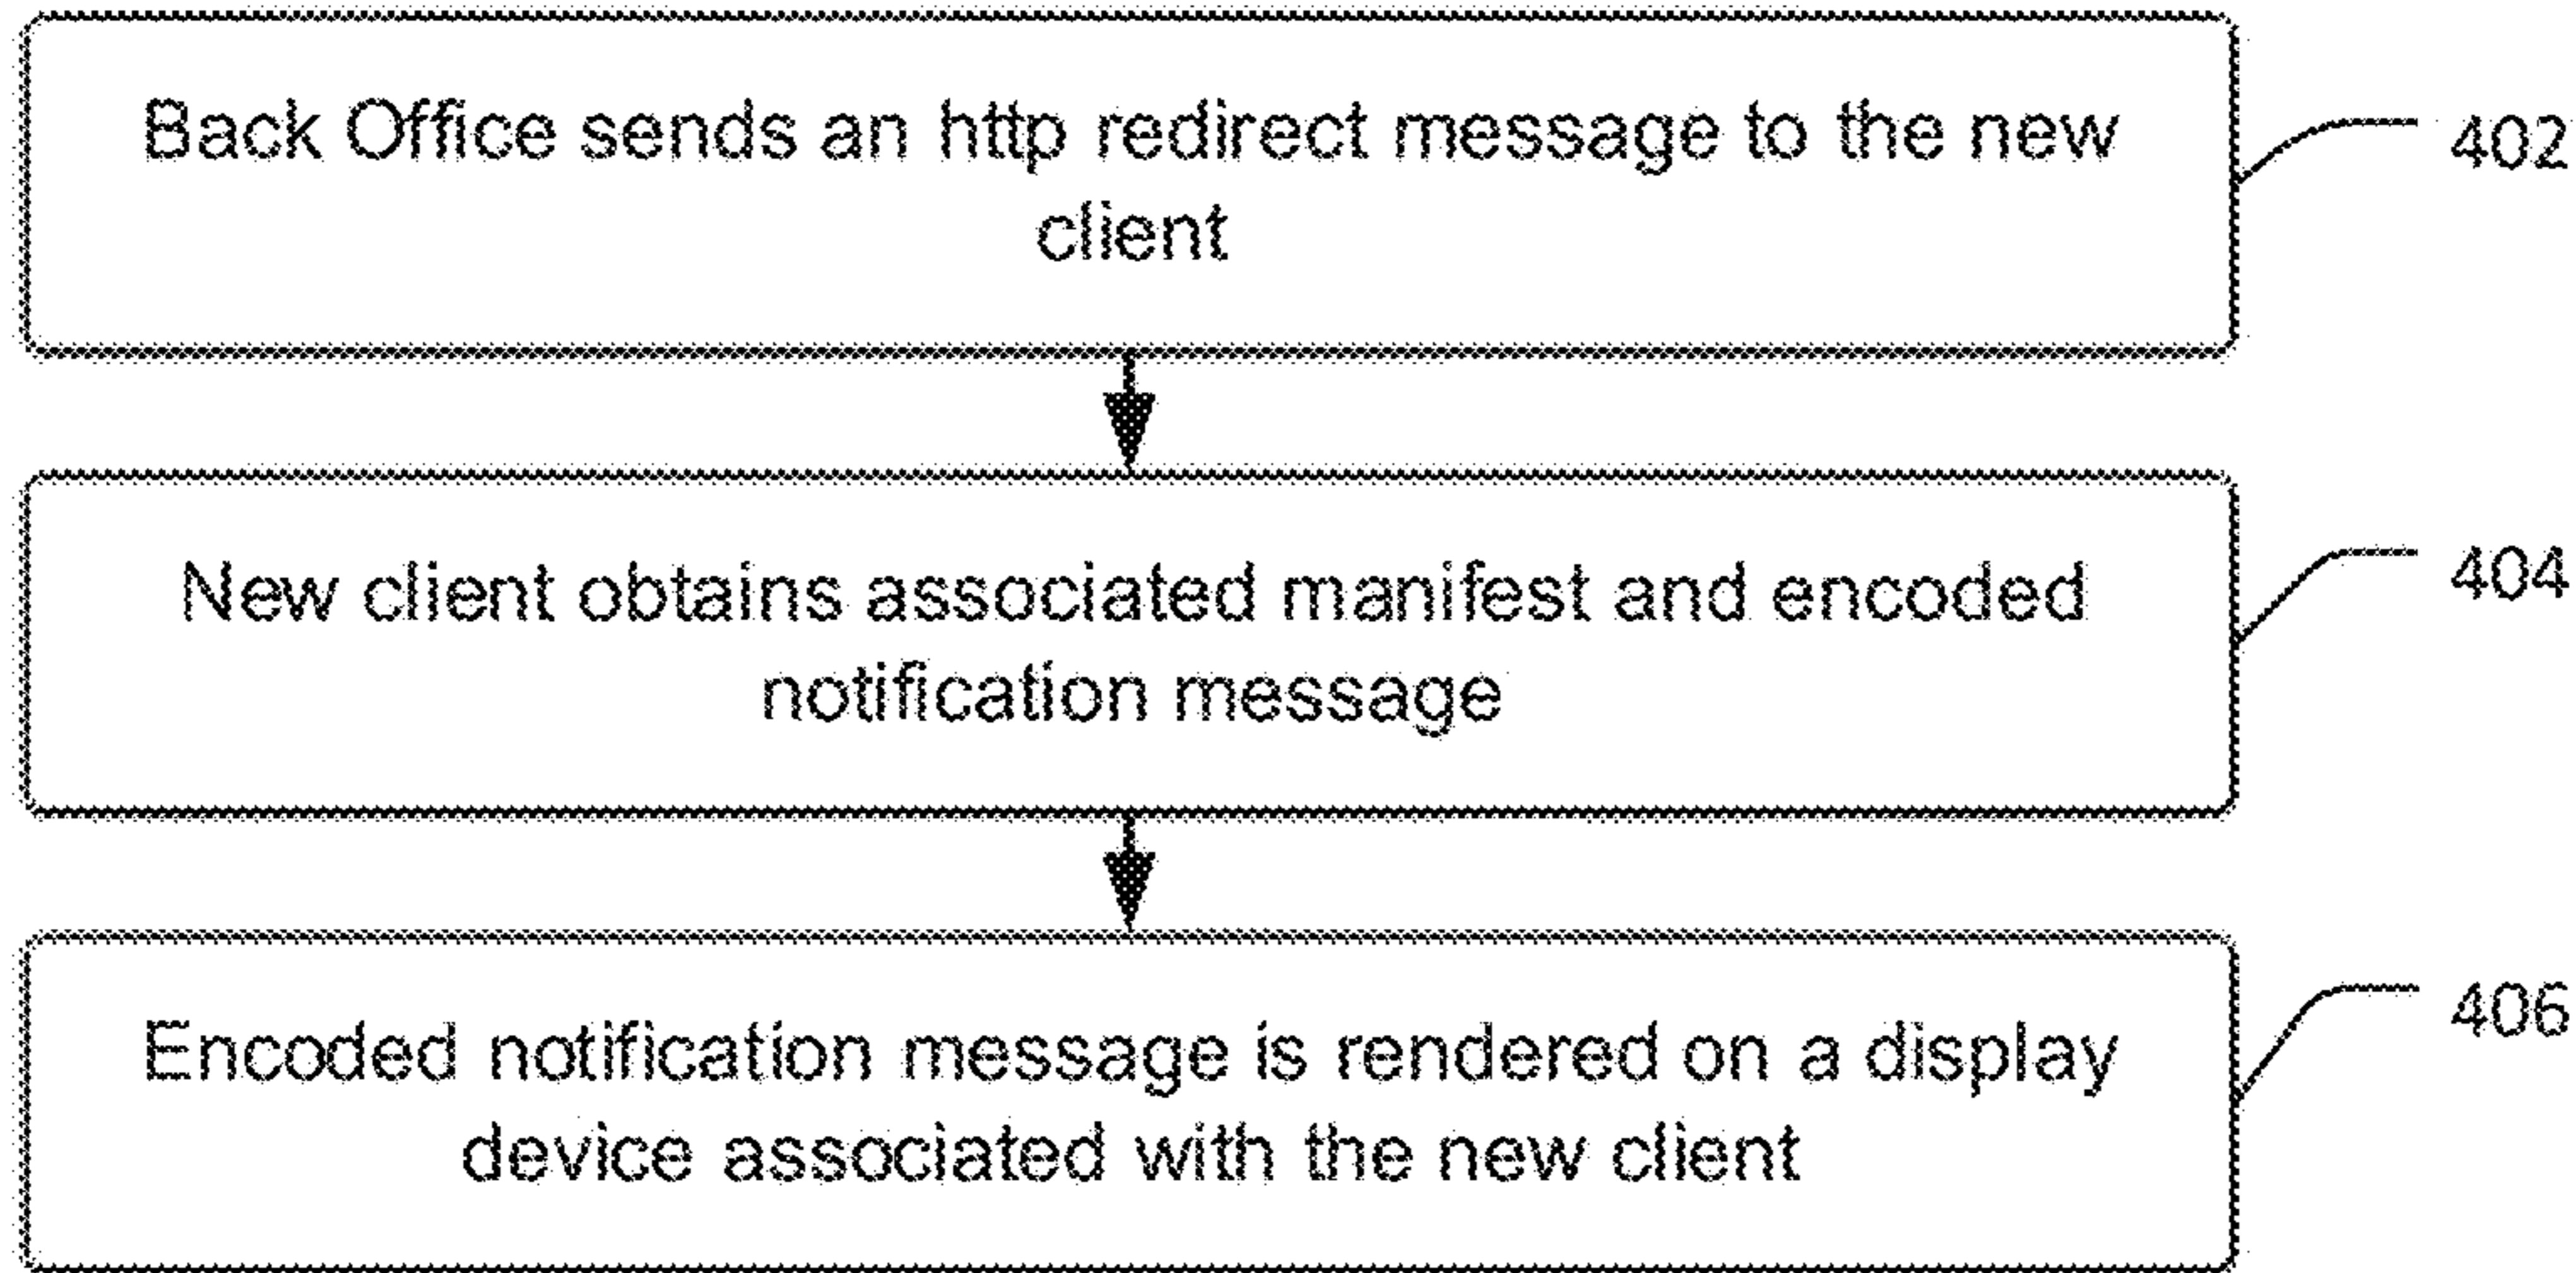 Back Office sends an http redirect message to the new
client
402
New client obtains associated manifest and encoded
notification message
404
Encoded notification message is rendered on a display
device associated with the new client
406